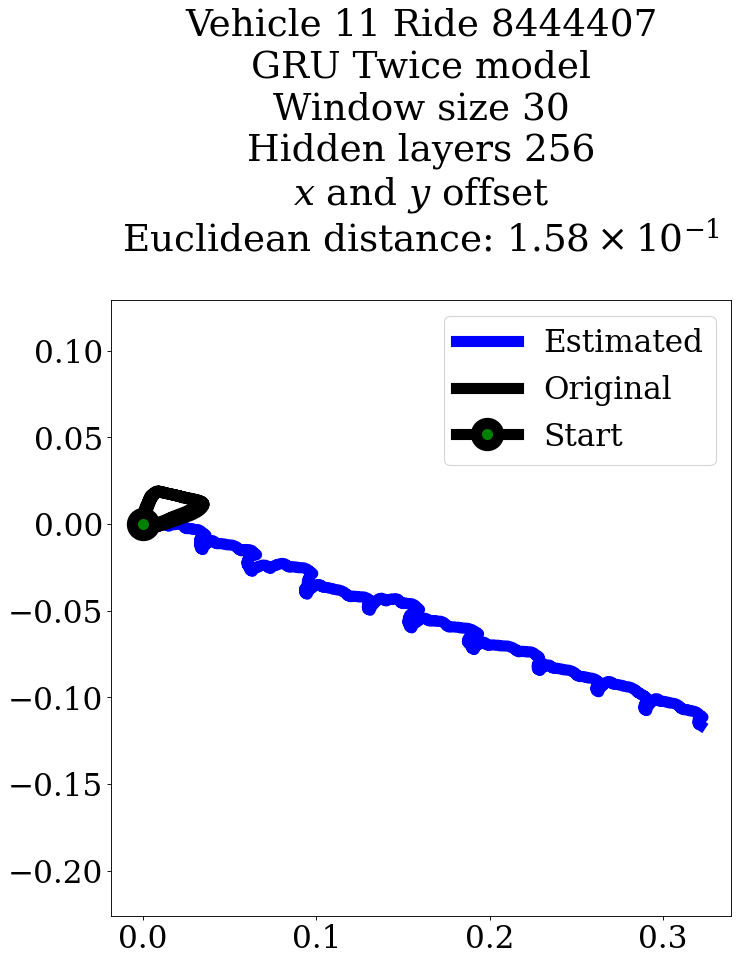 Vehicle 11 Ride 8444407
GRU Twice model
Window size 30
Hidden layers 256
x and y offset
Euclidean distance: 1.58 × 10⁻¹
Estimated
Original
Start
0.10
0.05
0.00
−0.05
−0.10
−0.15
−0.20
0.0 0.1 0.2 0.3